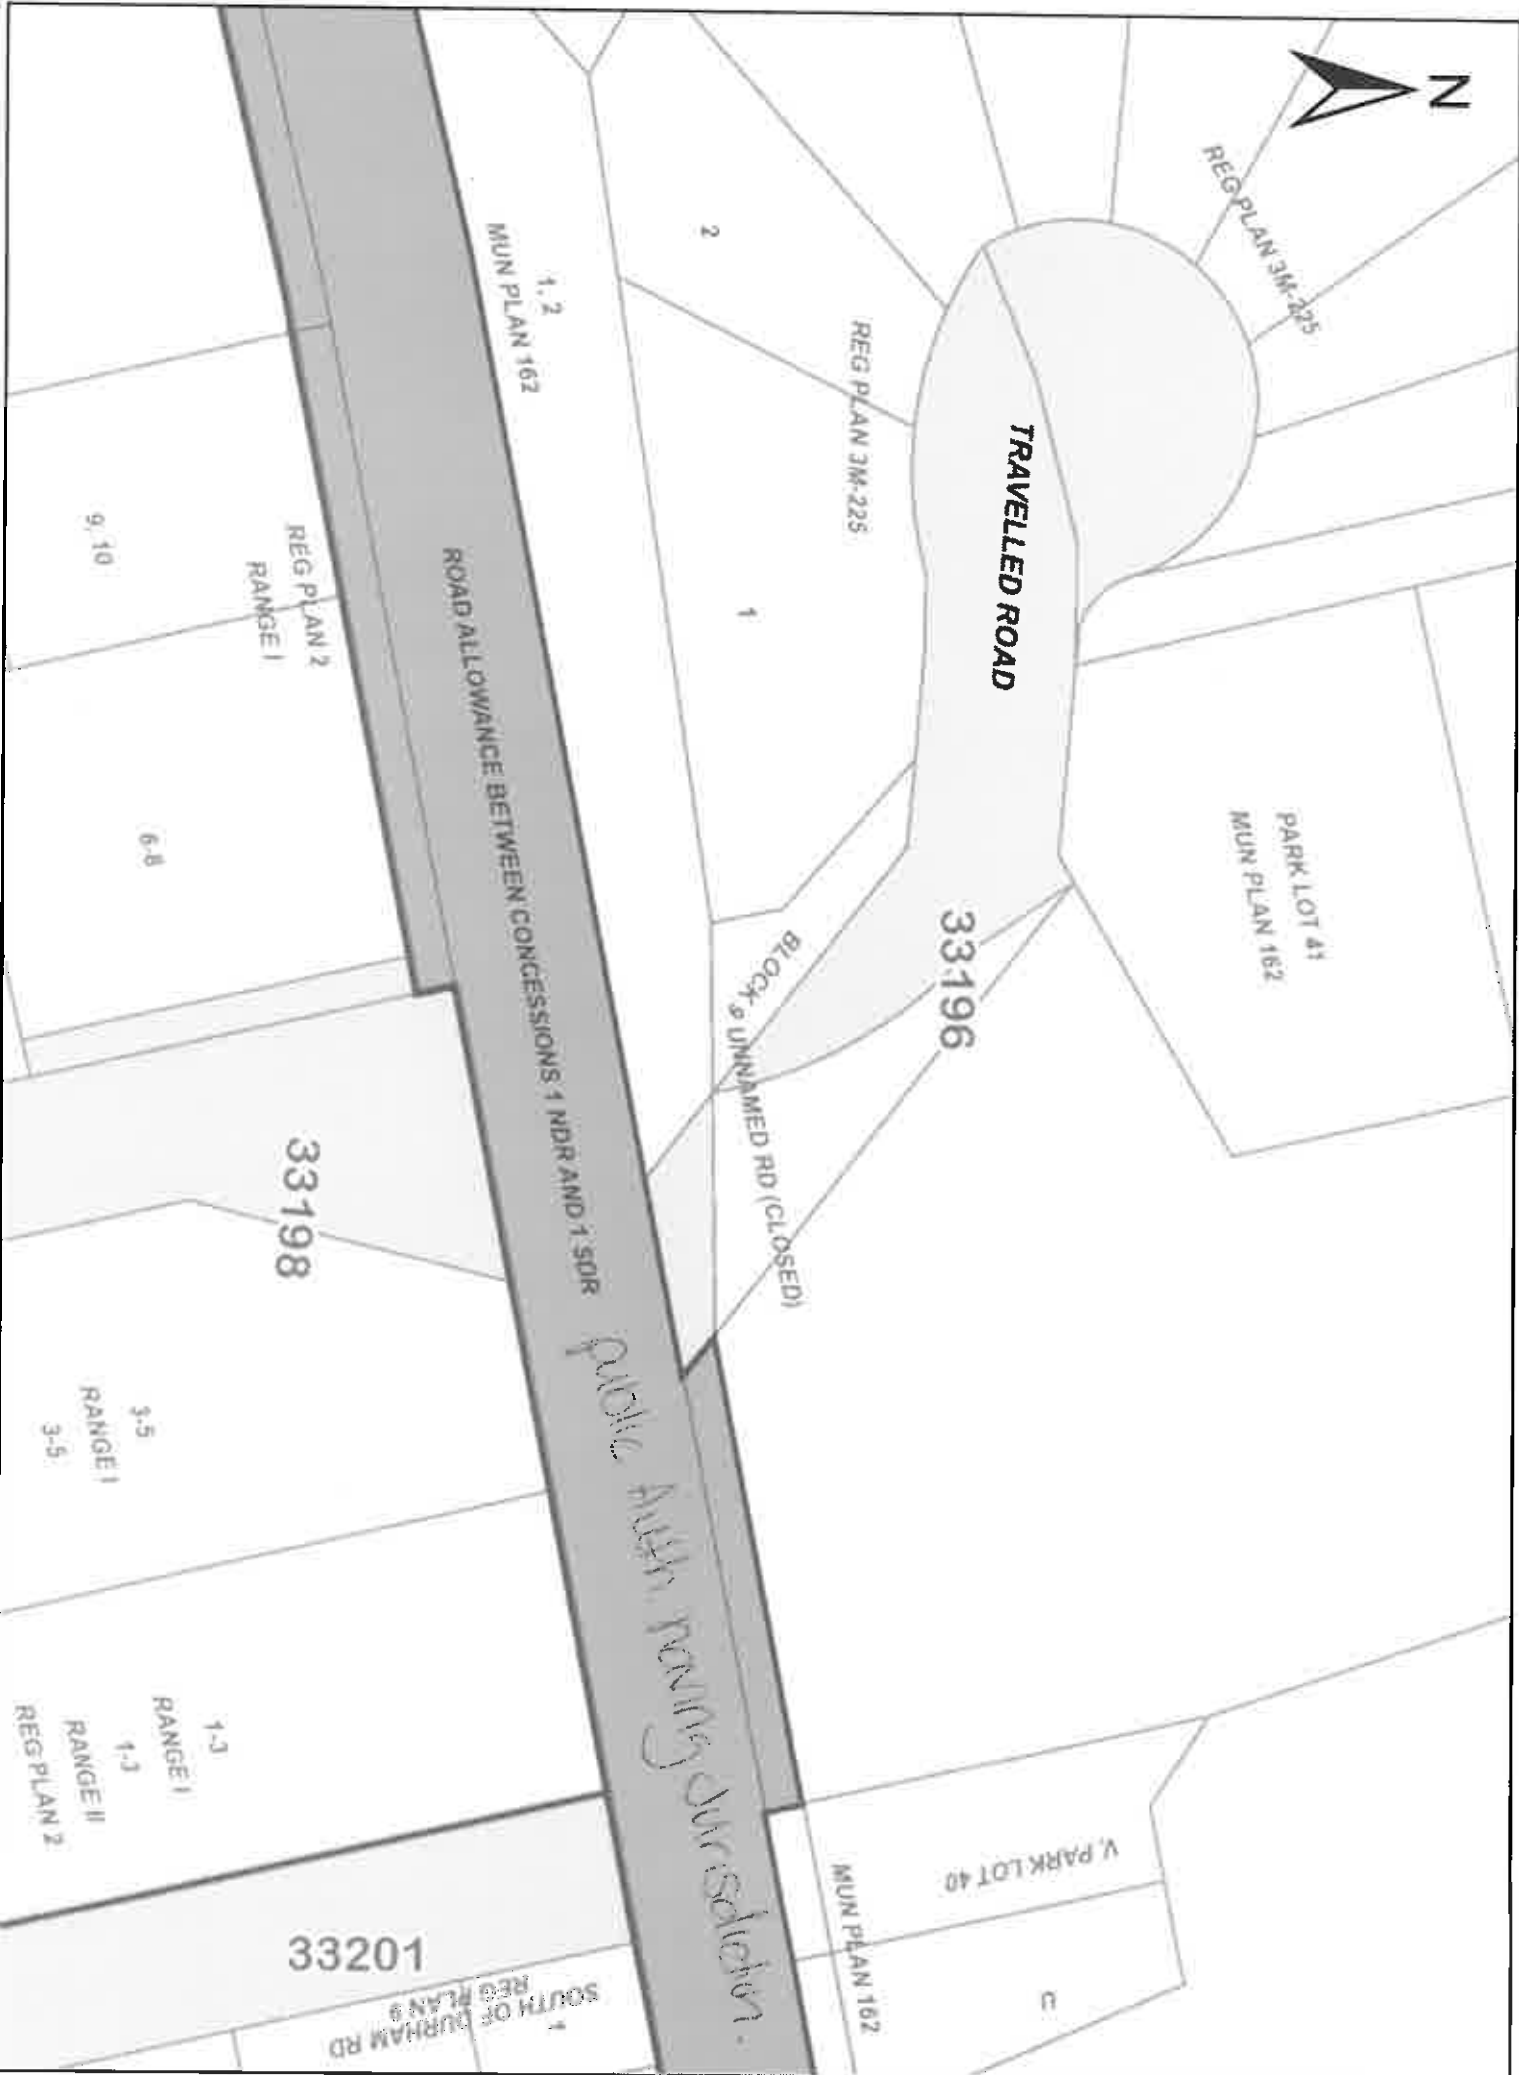 N
REG PLAN 3M-225
2
1, 2
MUN PLAN 162
REG PLAN 3M-225
TRAVELLED ROAD
1
9, 10
REG PLAN 2
RANGE I
ROAD ALLOWANCE BETWEEN CONCESSIONS 1 NDR AND 1 SDR
6-8
PARK LOT 41
MUN PLAN 162
33196
BLOCK 9
UNNAMED RD (CLOSED)
33198
public Auth. having jurisdiction.
3-5
RANGE I
3-5
1-3
RANGE I
1-3
RANGE II
REG PLAN 2
33201
V. PARK LOT 40
MUN PLAN 162
U
1
SOUTH OF DURHAM RD
REG PLAN 9